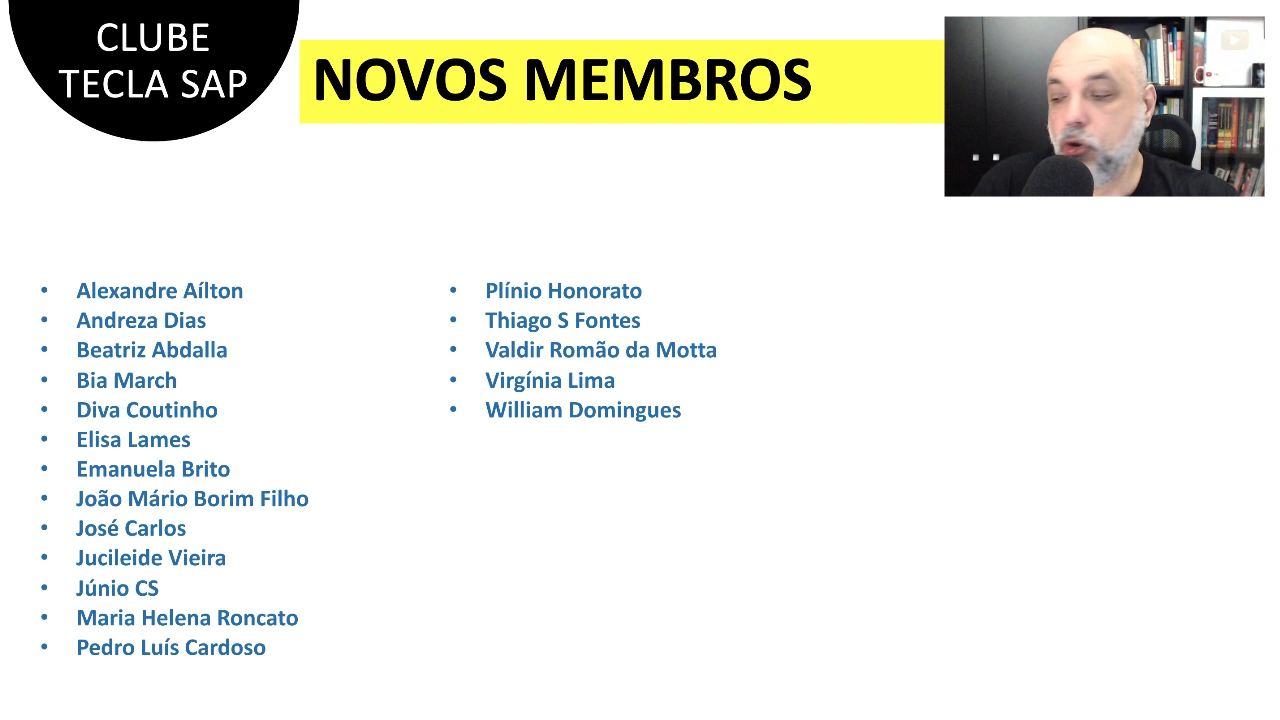 CLUBE
TECLA SAP
NOVOS MEMBROS
• Alexandre Aílton
• Andreza Dias
• Beatriz Abdalla
• Bia March
• Diva Coutinho
• Elisa Lames
• Emanuela Brito
• João Mário Borim Filho
• José Carlos
• Jucileide Vieira
• Júnio CS
• Maria Helena Roncato
• Pedro Luís Cardoso
• Plínio Honorato
• Thiago S Fontes
• Valdir Romão da Motta
• Virgínia Lima
• William Domingues